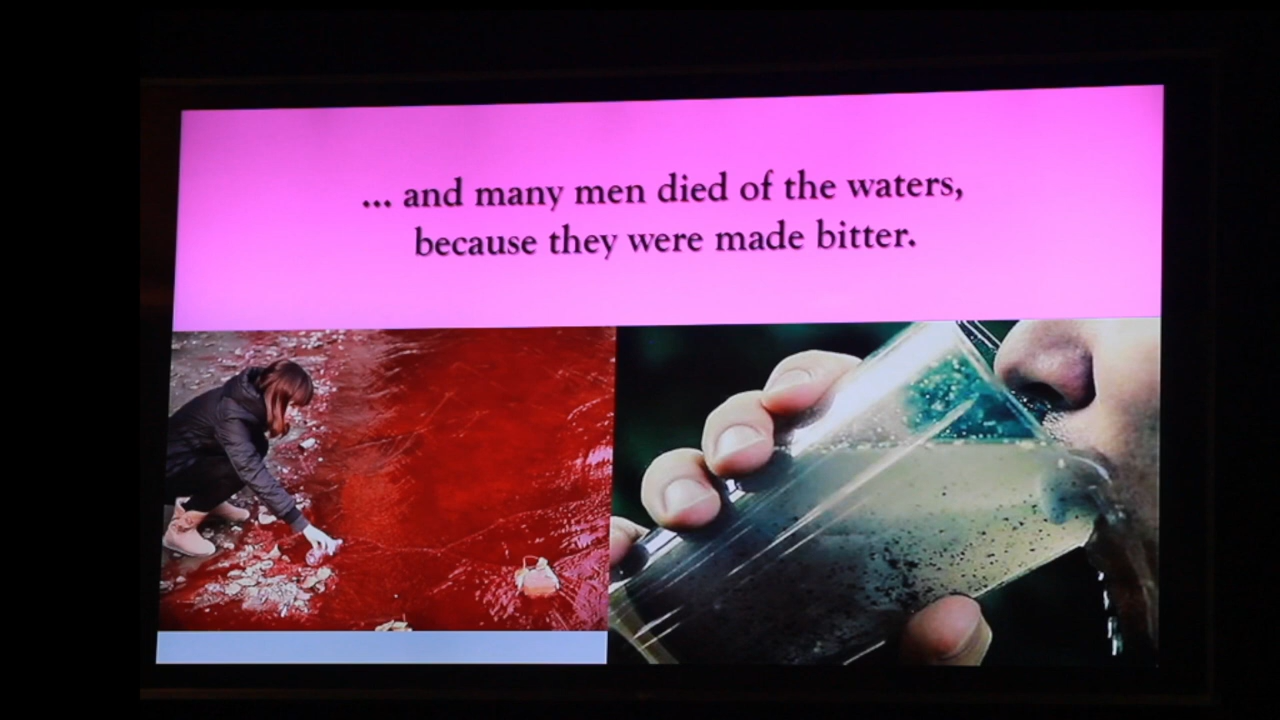 ... and many men died of the waters,
because they were made bitter.